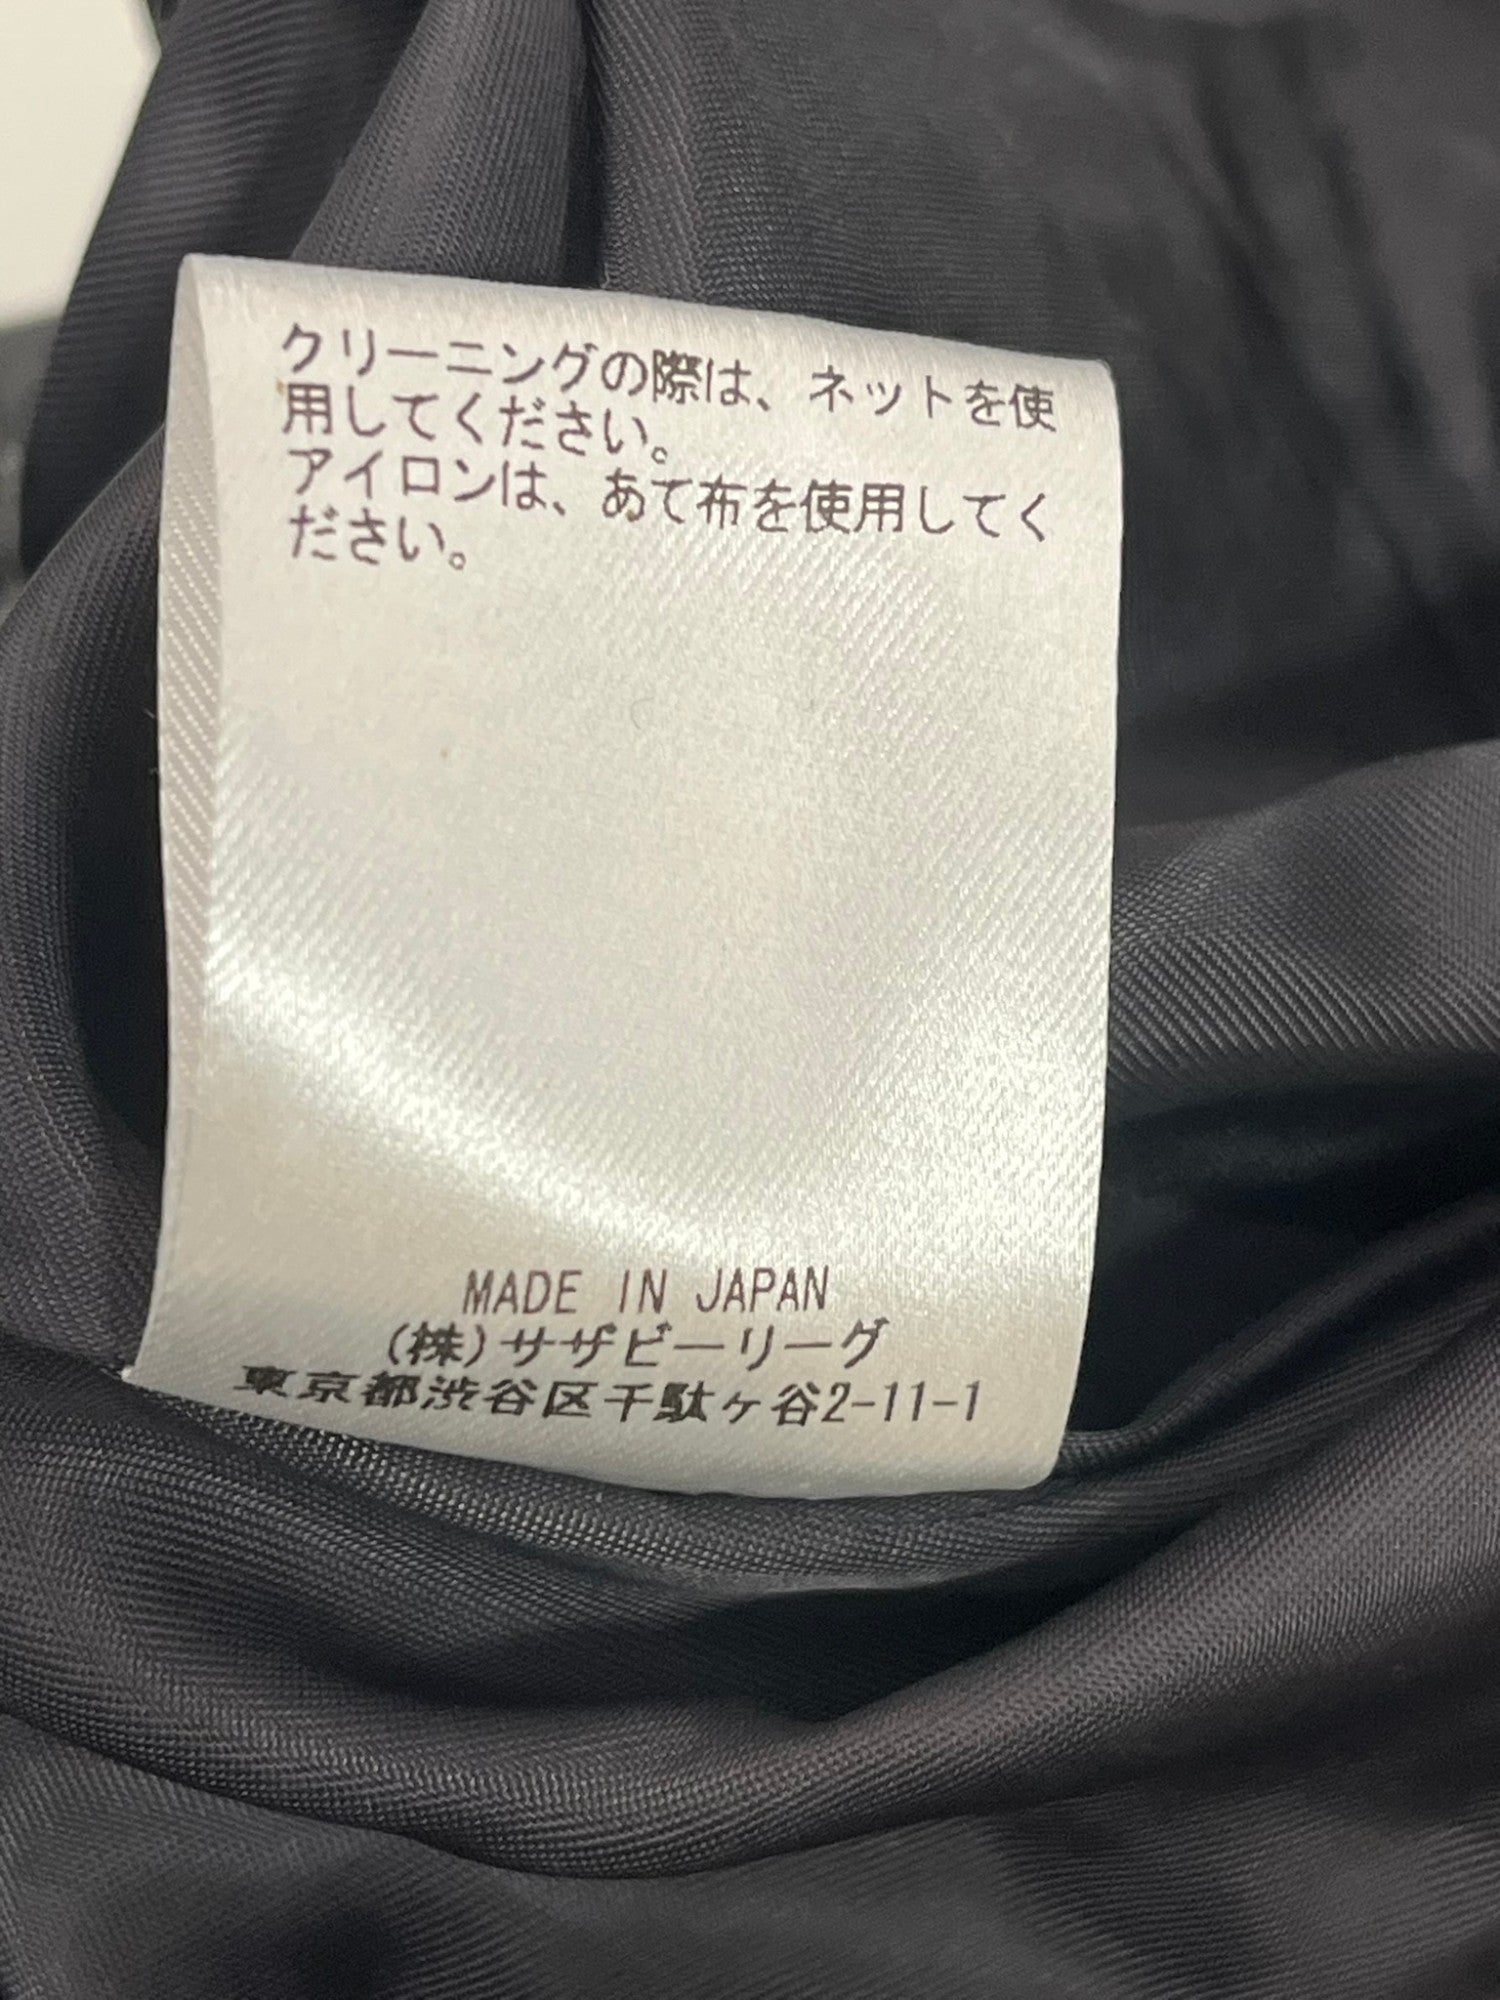 クリーニングの際は、ネットを使
用してください。
アイロンは、あて布を使用してく
ださい。
MADE IN JAPAN
(株)サザビーリーグ
東京都渋谷区千駄ヶ谷2-11-1